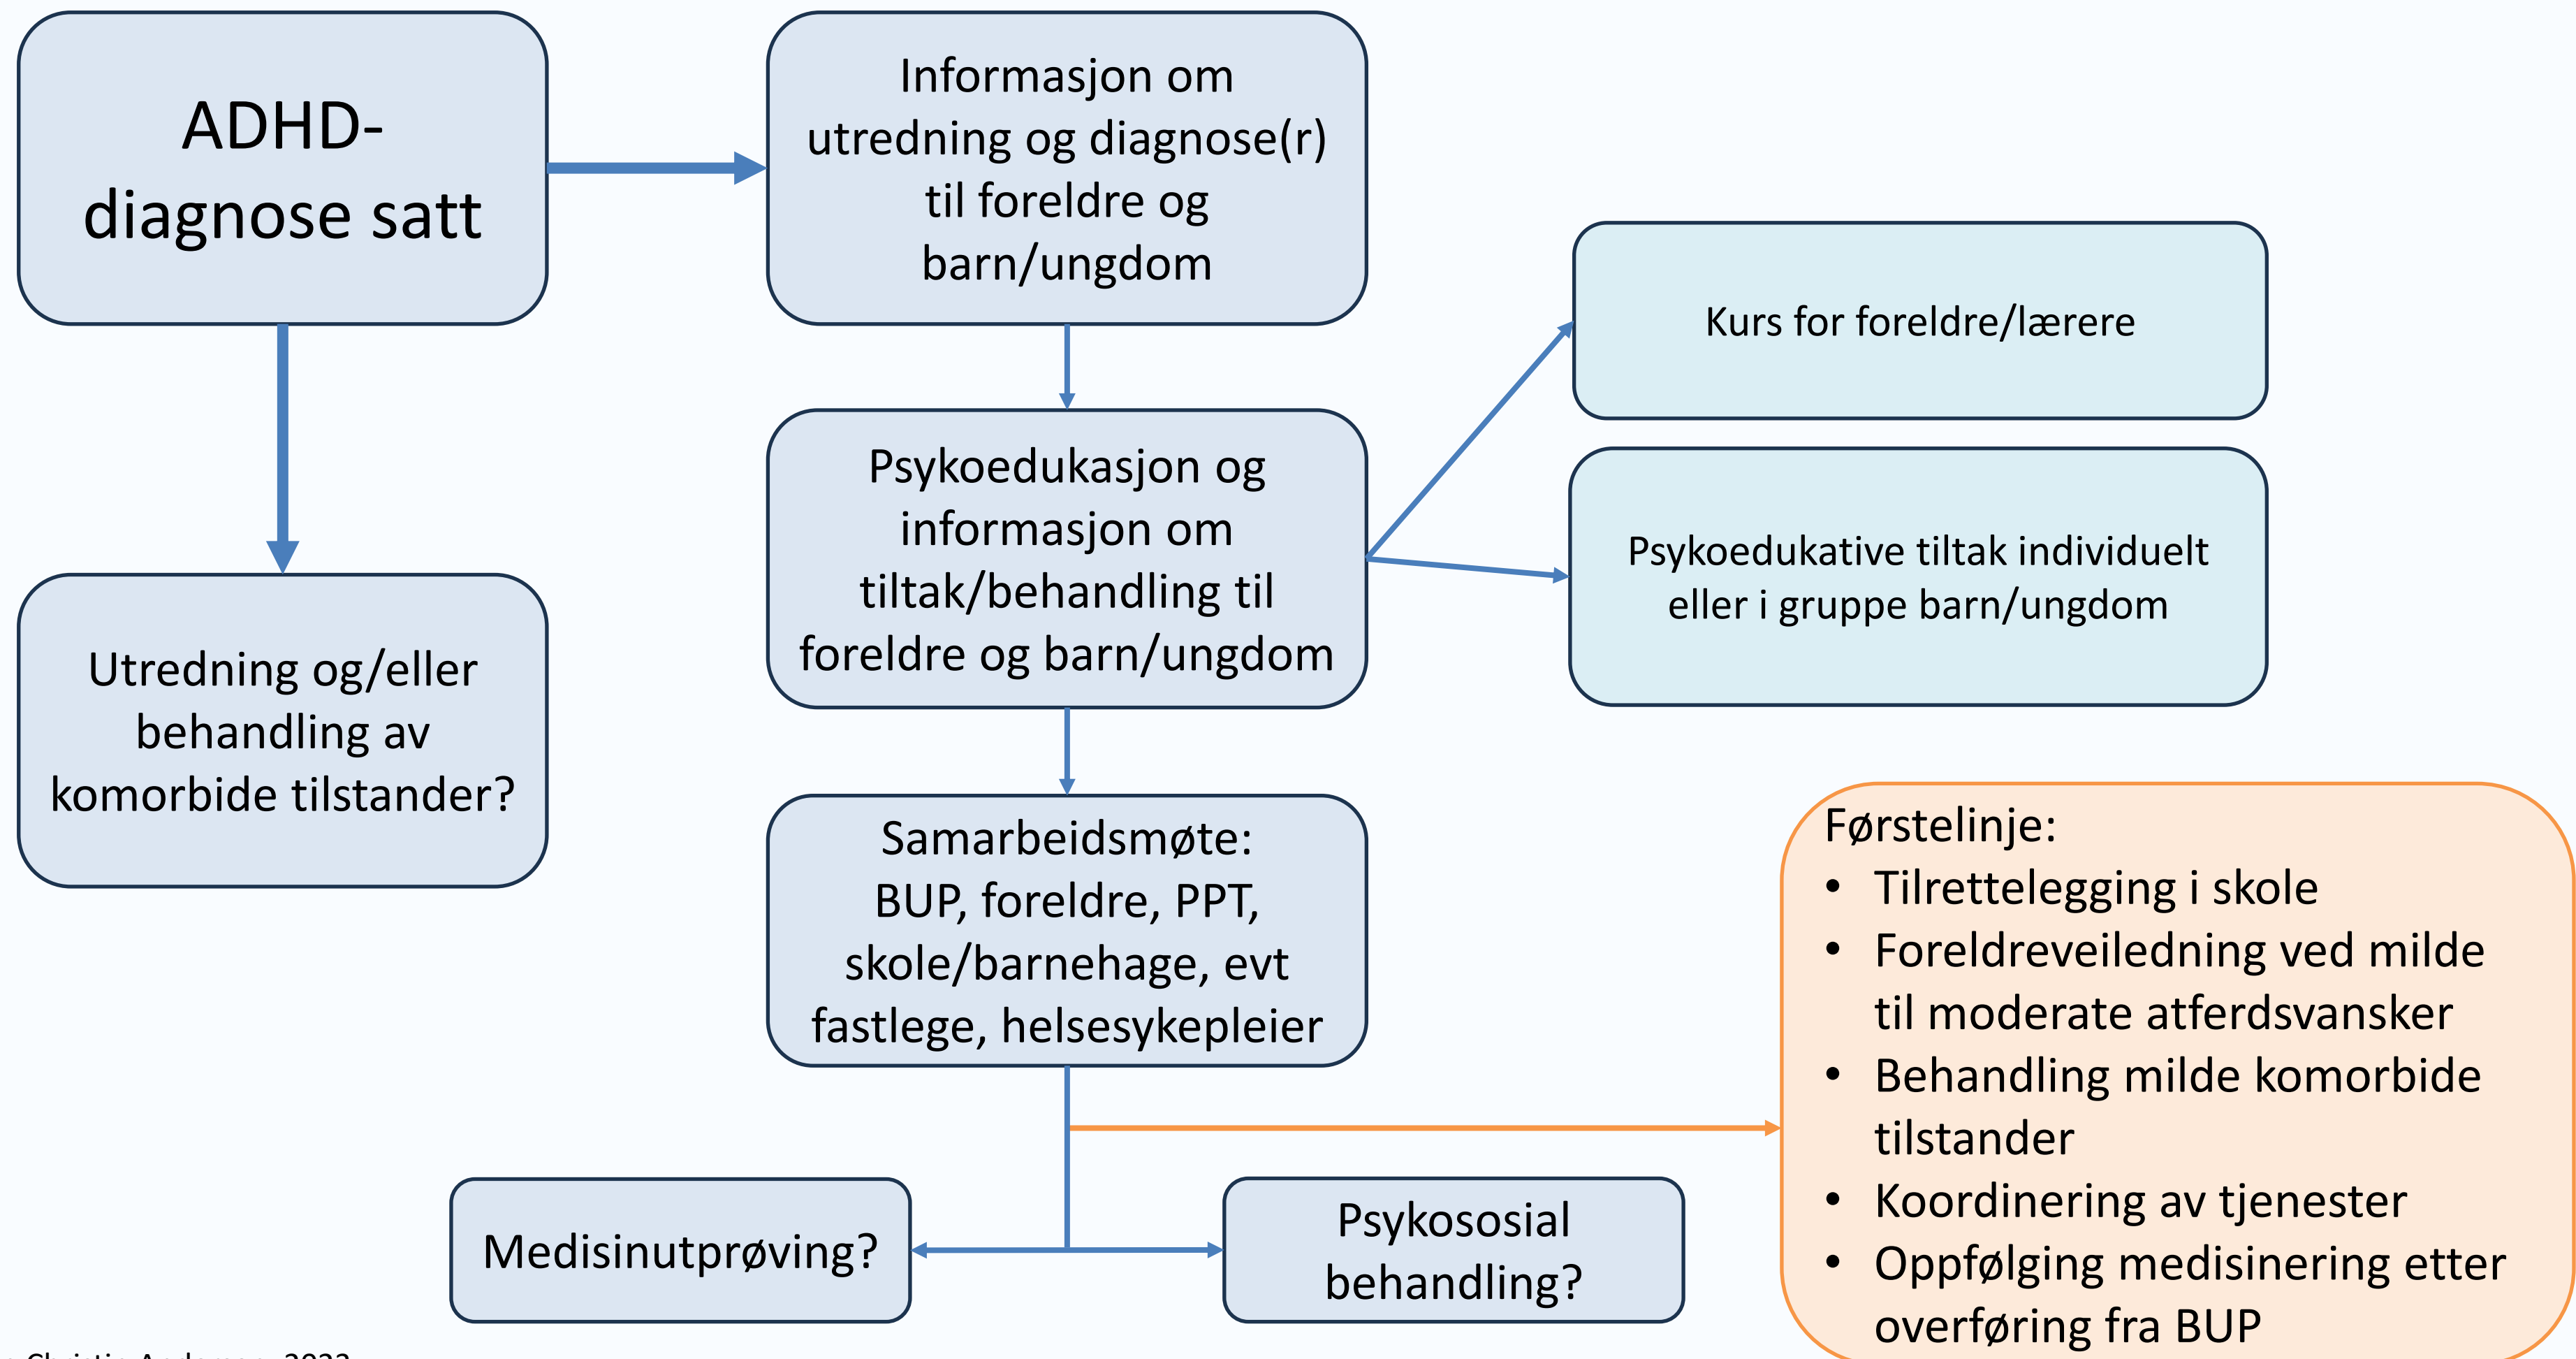 ADHD-
diagnose satt
Informasjon om
utredning og diagnose(r)
til foreldre og
barn/ungdom
Kurs for foreldre/lærere
Psykoedukasjon og
informasjon om
tiltak/behandling til
foreldre og barn/ungdom
Psykoedukative tiltak individuelt
eller i gruppe barn/ungdom
Utredning og/eller
behandling av
komorbide tilstander?
Samarbeidsmøte:
BUP, foreldre, PPT,
skole/barnehage, evt
fastlege, helsesykepleier
Førstelinje:
• Tilrettelegging i skole
• Foreldreveiledning ved milde
til moderate atferdsvansker
• Behandling milde komorbide
tilstander
• Koordinering av tjenester
• Oppfølging medisinering etter
overføring fra BUP
Medisinutprøving?
Psykososial
behandling?